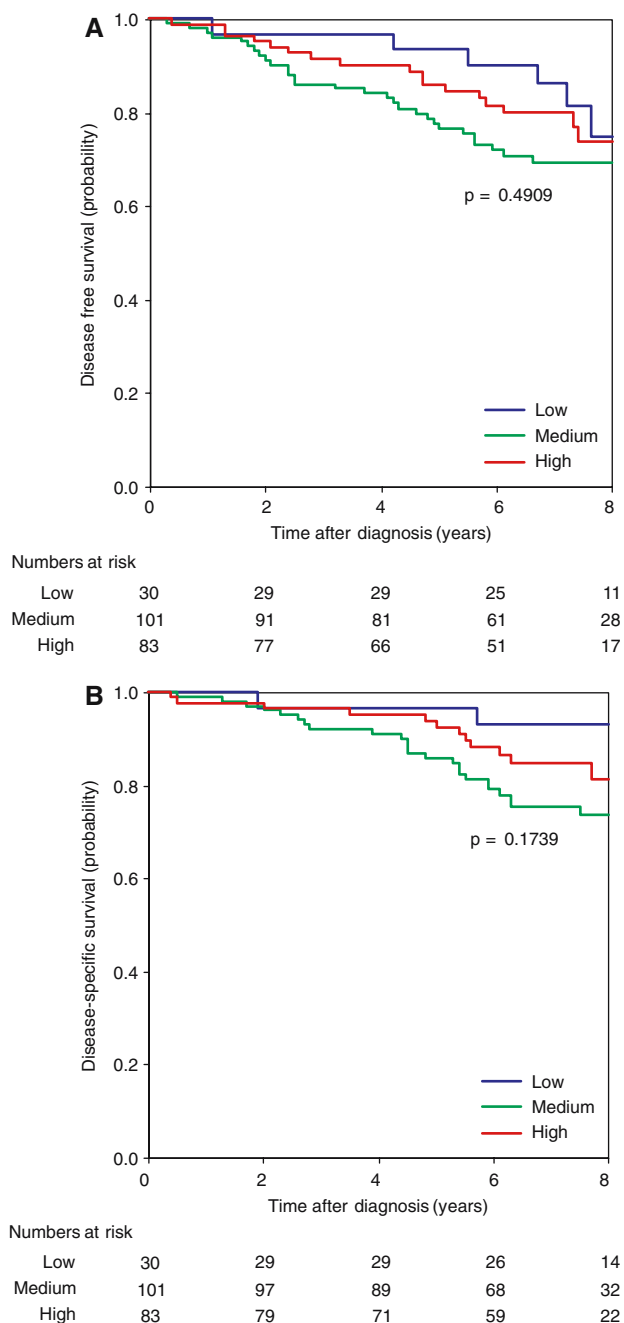 A
1.0
0.8
0.6
0.4
0.2
0.0
Disease free survival (probability)
p = 0.4909
Low
Medium
High
0 2 4 6 8
Time after diagnosis (years)
Numbers at risk
Low 30 29 29 25 11
Medium 101 91 81 61 28
High 83 77 66 51 17
B
1.0
0.8
0.6
0.4
0.2
0.0
Disease-specific survival (probability)
p = 0.1739
Low
Medium
High
0 2 4 6 8
Time after diagnosis (years)
Numbers at risk
Low 30 29 29 26 14
Medium 101 97 89 68 32
High 83 79 71 59 22